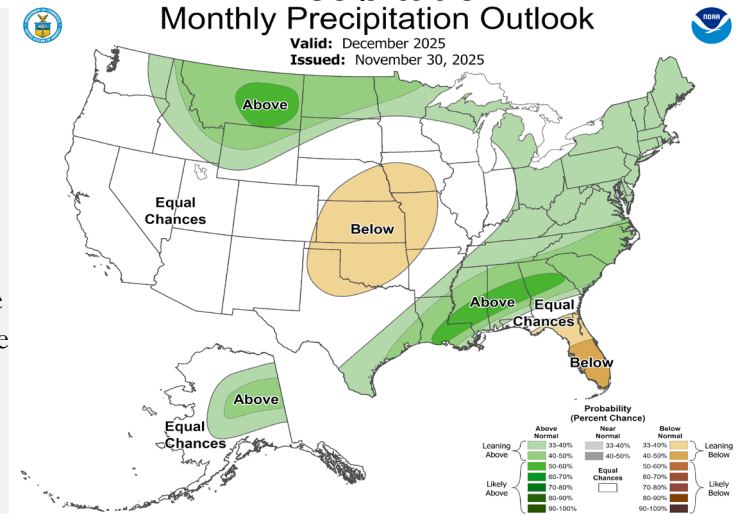 Monthly Precipitation Outlook
Valid: December 2025
Issued: November 30, 2025
NOAA
Above
Equal
Chances
Below
e
e
Above
Equal
Chances
Below
Above
Equal
Chances
Probability
(Percent Chance)
Above
Normal
Near
Normal
Below
Normal
Leaning
Above
33-40%
40-50%
33-40%
40-50%
33-40%
40-50%
Leaning
Below
Likely
Above
50-60%
60-70%
70-80%
80-90%
90-100%
Equal
Chances
50-60%
60-70%
70-80%
80-90%
90-100%
Likely
Below